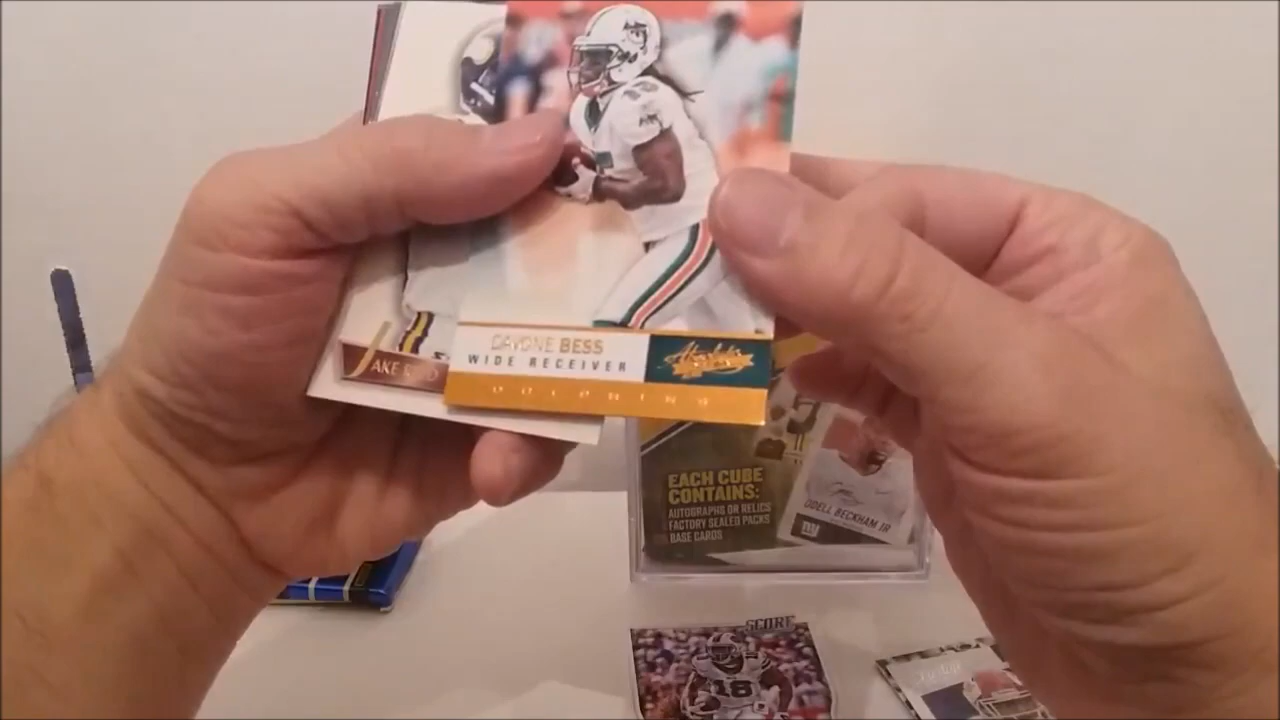 DAVONE BESS
WIDE RECEIVER
DOLPHINS
Absolute
EACH CUBE
CONTAINS:
AUTOGRAPHS OR RELICS
FACTORY SEALED PACKS
BASE CARDS
ODELL BECKHAM JR
SCORE
18